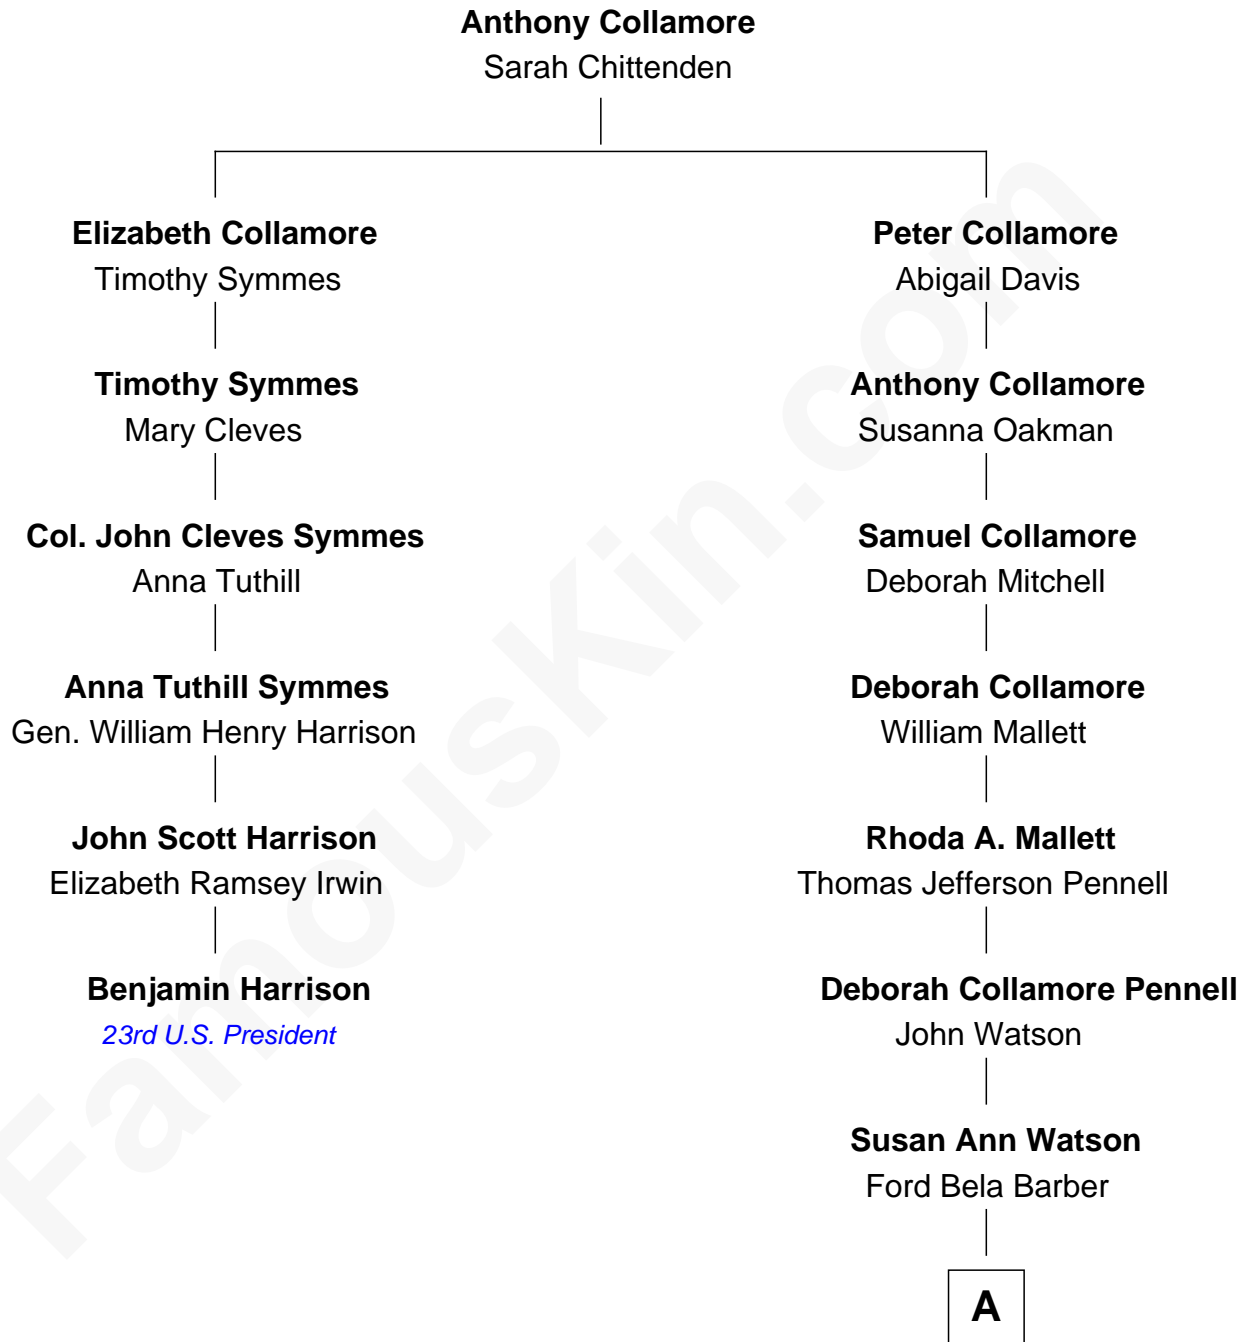 Anthony Collamore
Sarah Chittenden
Elizabeth Collamore
Timothy Symmes
Peter Collamore
Abigail Davis
Timothy Symmes
Mary Cleves
Anthony Collamore
Susanna Oakman
Col. John Cleves Symmes
Anna Tuthill
Samuel Collamore
Deborah Mitchell
Anna Tuthill Symmes
Gen. William Henry Harrison
Deborah Collamore
William Mallett
John Scott Harrison
Elizabeth Ramsey Irwin
Rhoda A. Mallett
Thomas Jefferson Pennell
Benjamin Harrison
23rd U.S. President
Deborah Collamore Pennell
John Watson
Susan Ann Watson
Ford Bela Barber
A
FamousKin.com